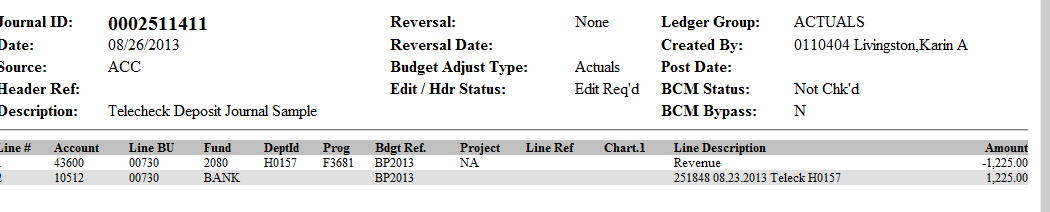 Journal ID: 0002511411 Reversal: None Ledger Group: ACTUALS
Date: 08/26/2013 Reversal Date: Created By: 0110404 Livingston,Karin A
Source: ACC Budget Adjust Type: Actuals Post Date:
Header Ref: Edit / Hdr Status: Edit Req'd BCM Status: Not Chk'd
Description: Telecheck Deposit Journal Sample BCM Bypass: N
Line # Account Line BU Fund DeptId Prog Bdgt Ref. Project Line Ref Chart.1 Line Description Amount
43600 00730 2080 H0157 F3681 BP2013 NA Revenue -1,225.00
2 10512 00730 BANK BP2013 251848 08.23.2013 Teleck H0157 1,225.00